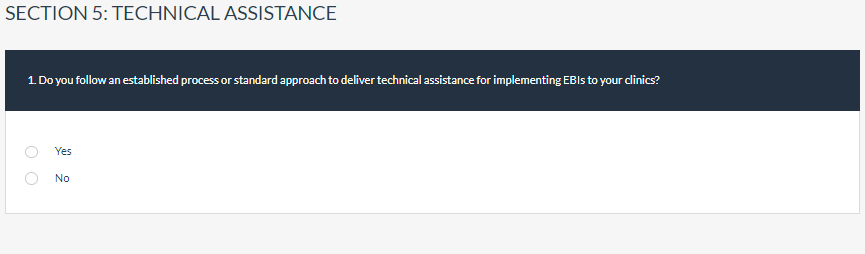 SECTION 5: TECHNICAL ASSISTANCE
1. Do you follow an established process or standard approach to deliver technical assistance for implementing EBIs to your clinics?
Yes
No